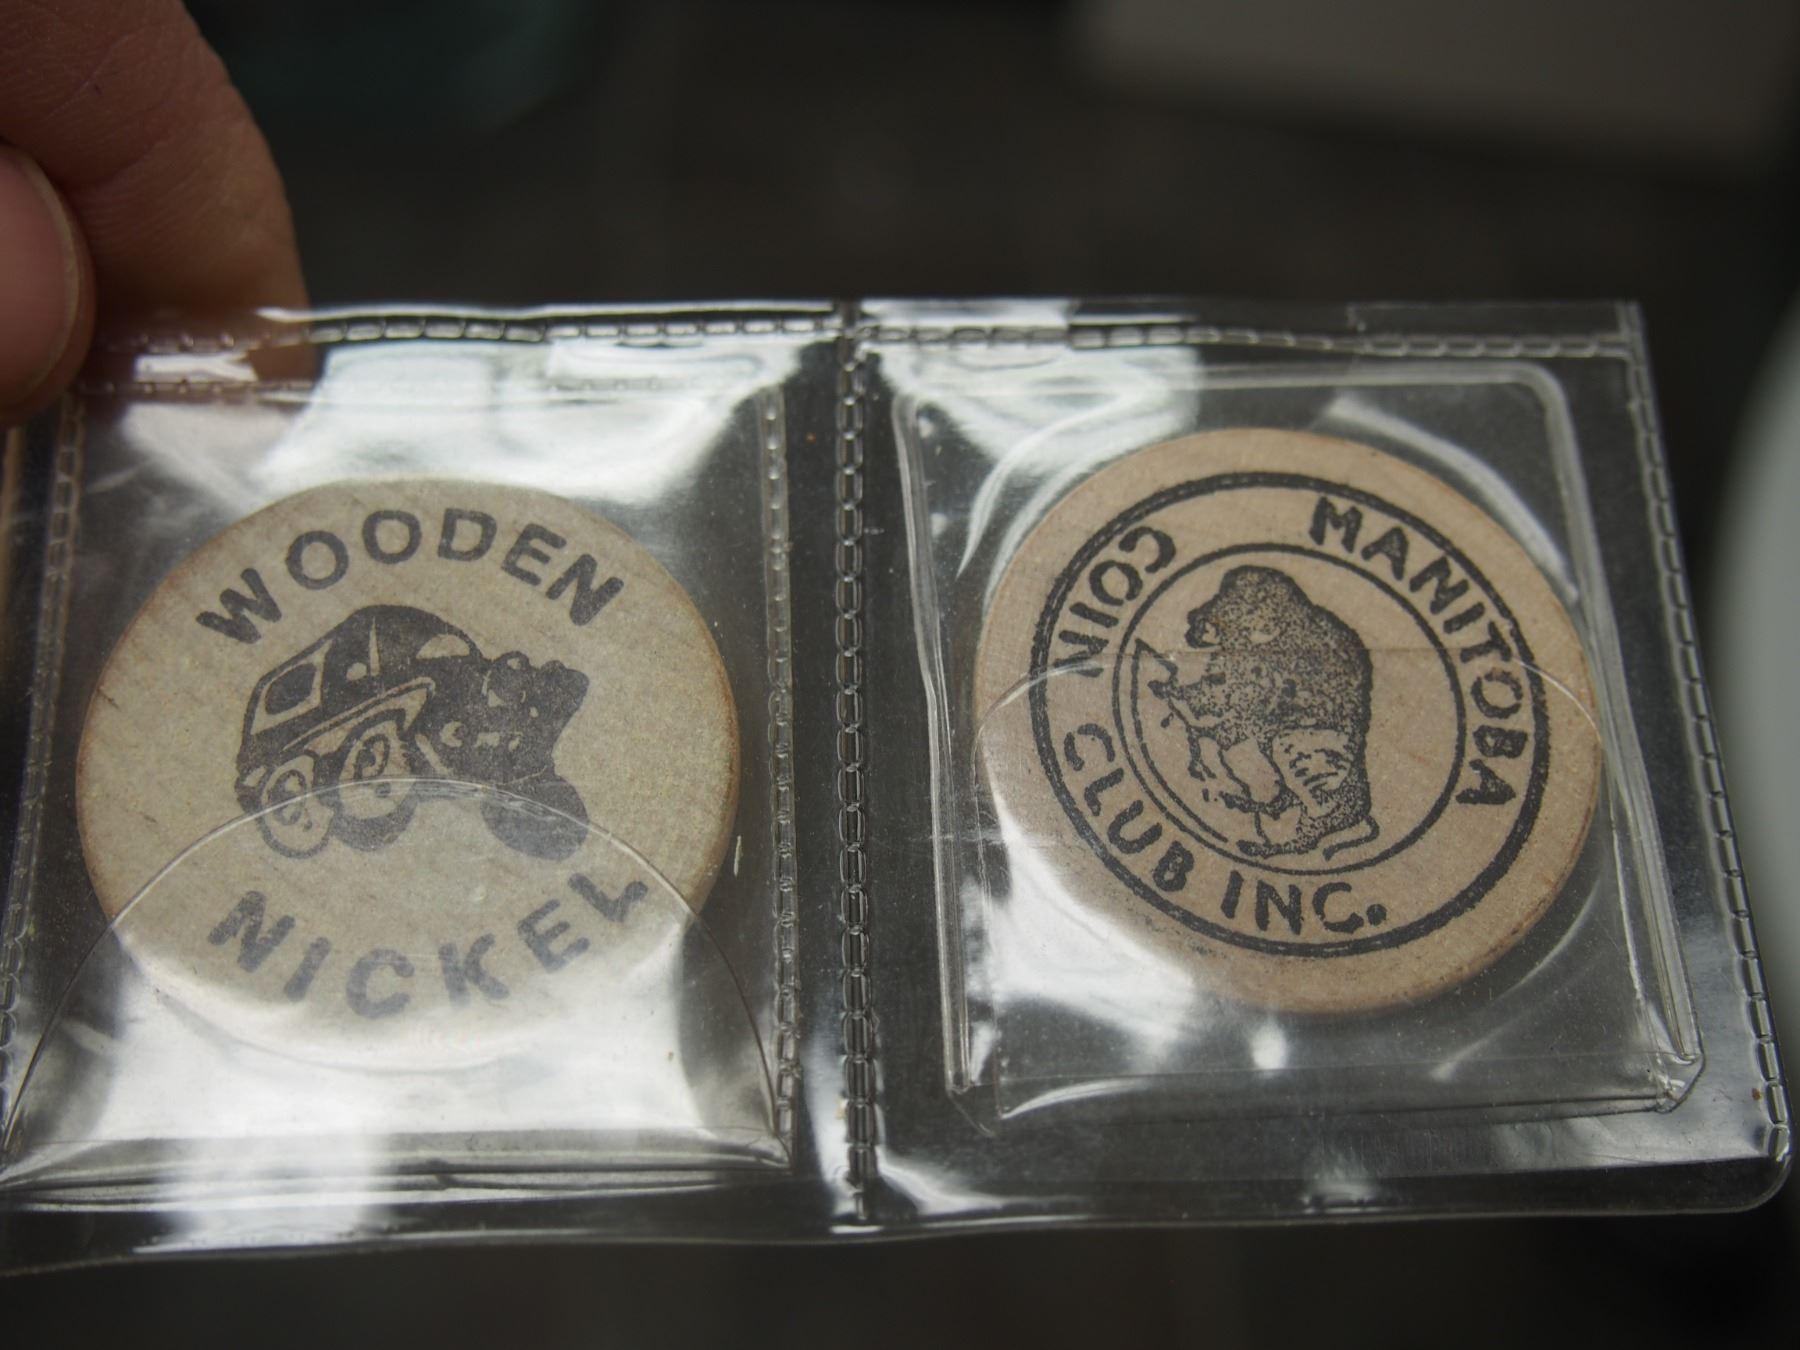 WOODEN
NICKEL
MANITOBA
COIN CLUB INC.